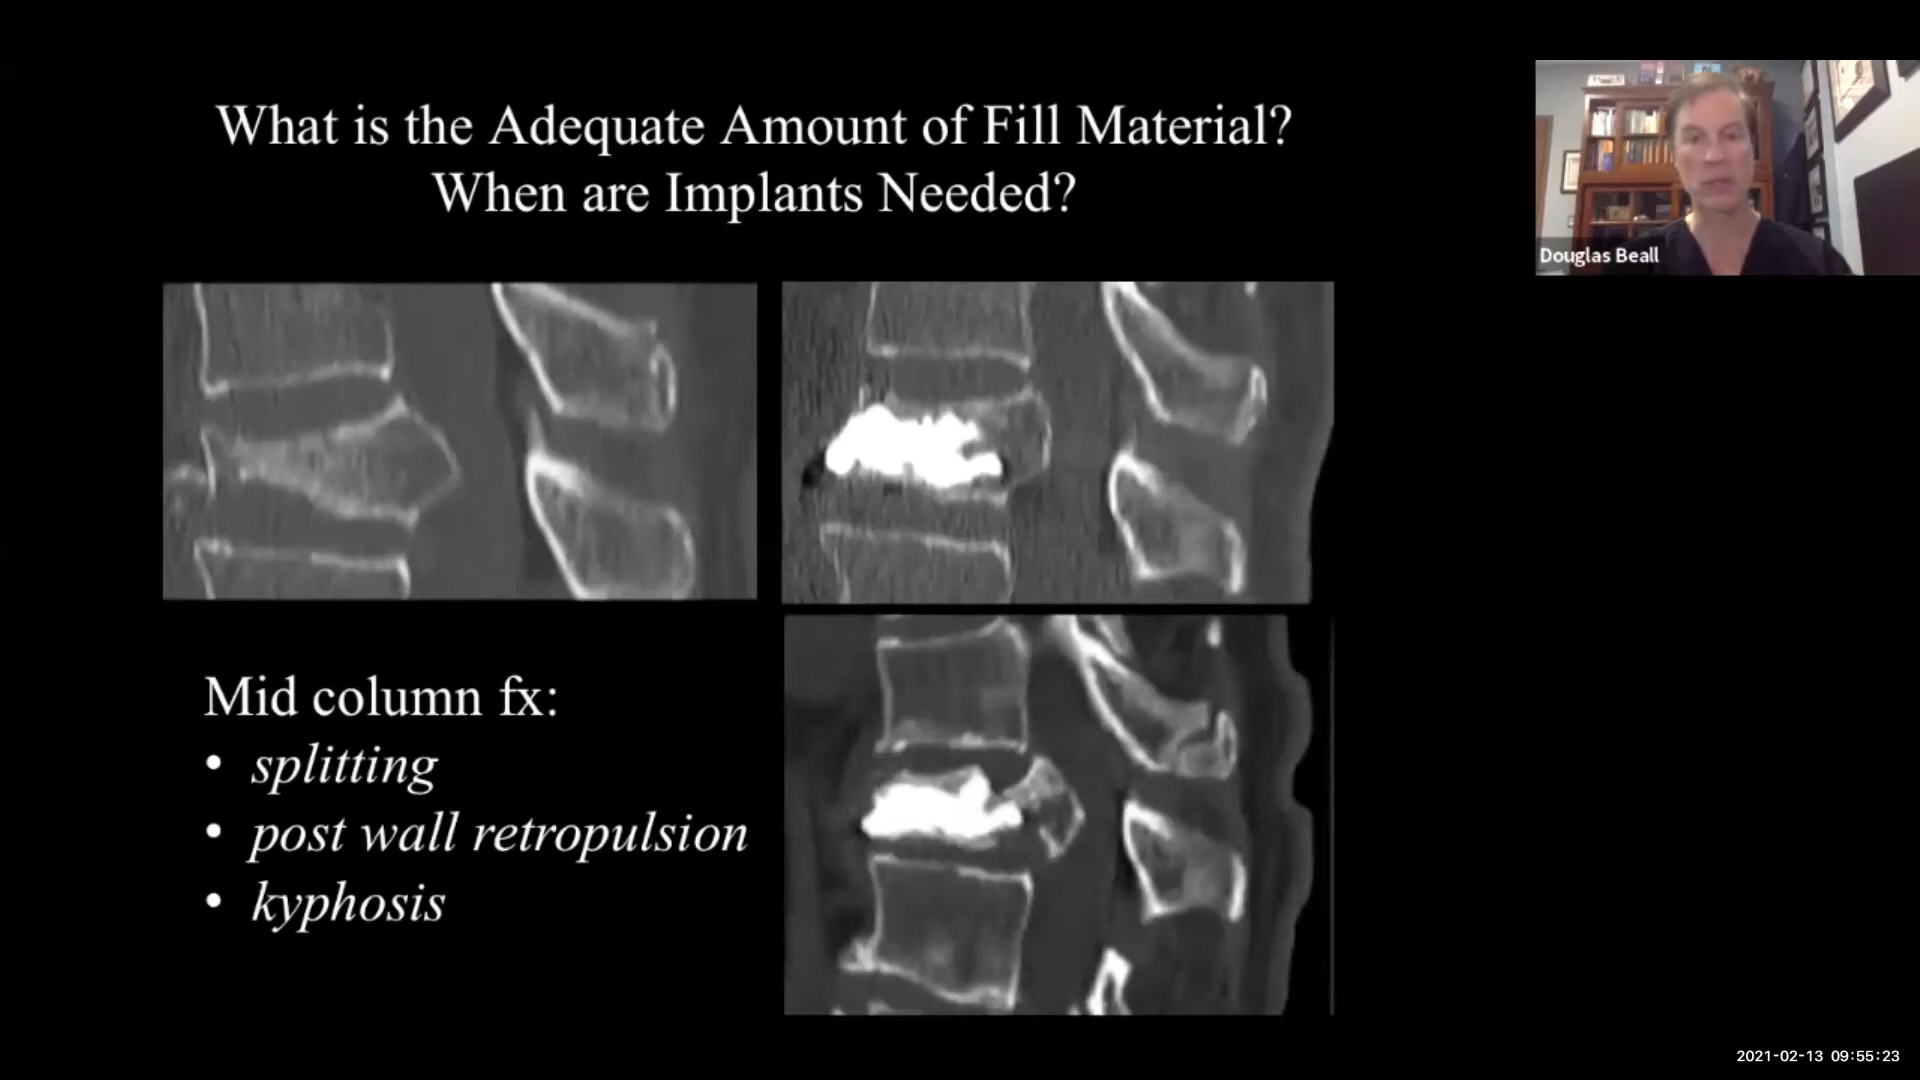 What is the Adequate Amount of Fill Material?
When are Implants Needed?
Douglas Beall
Mid column fx:
• splitting
• post wall retropulsion
• kyphosis
2021-02-13 09:55:23